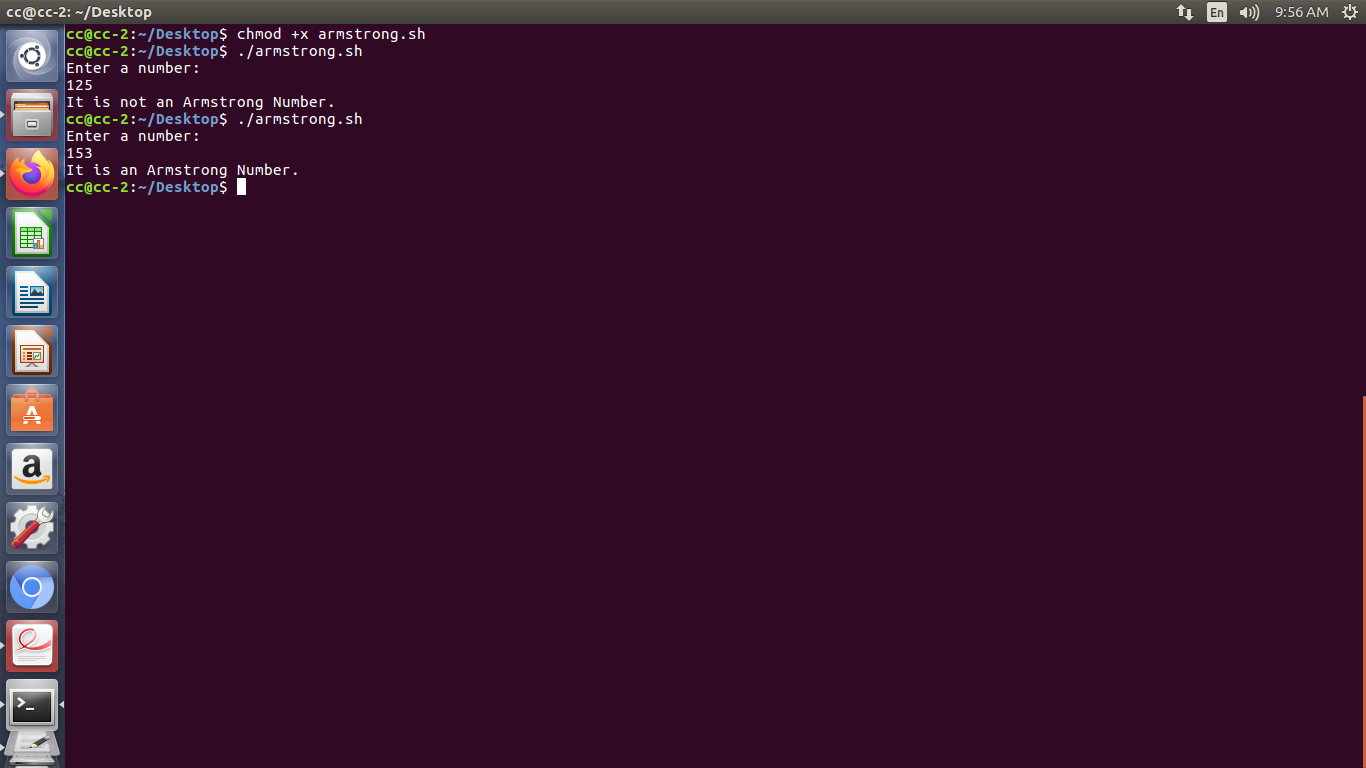 cc@cc-2: ~/Desktop
En
9:56 AM
cc@cc-2:~/Desktop$ chmod +x armstrong.sh
cc@cc-2:~/Desktop$ ./armstrong.sh
Enter a number:
125
It is not an Armstrong Number.
cc@cc-2:~/Desktop$ ./armstrong.sh
Enter a number:
153
It is an Armstrong Number.
cc@cc-2:~/Desktop$
A
a
>_